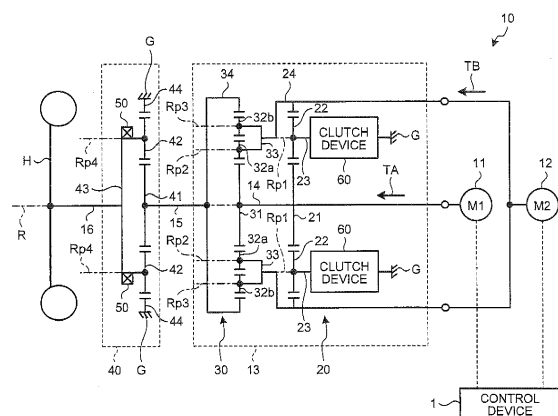 10
G
44
34
24
TB
50
Rp3
32b
22
G
42
33
CLUTCH DEVICE
11
12
Rp4
Rp2
32a
Rp1
23
60
TA
H
43
41
14
M1
M2
R
16
15
31
Rp1
21
60
Rp4
Rp2
32a
33
22
42
CLUTCH DEVICE
G
50
Rp3
32b
23
44
G
40
30
13
20
1
CONTROL DEVICE